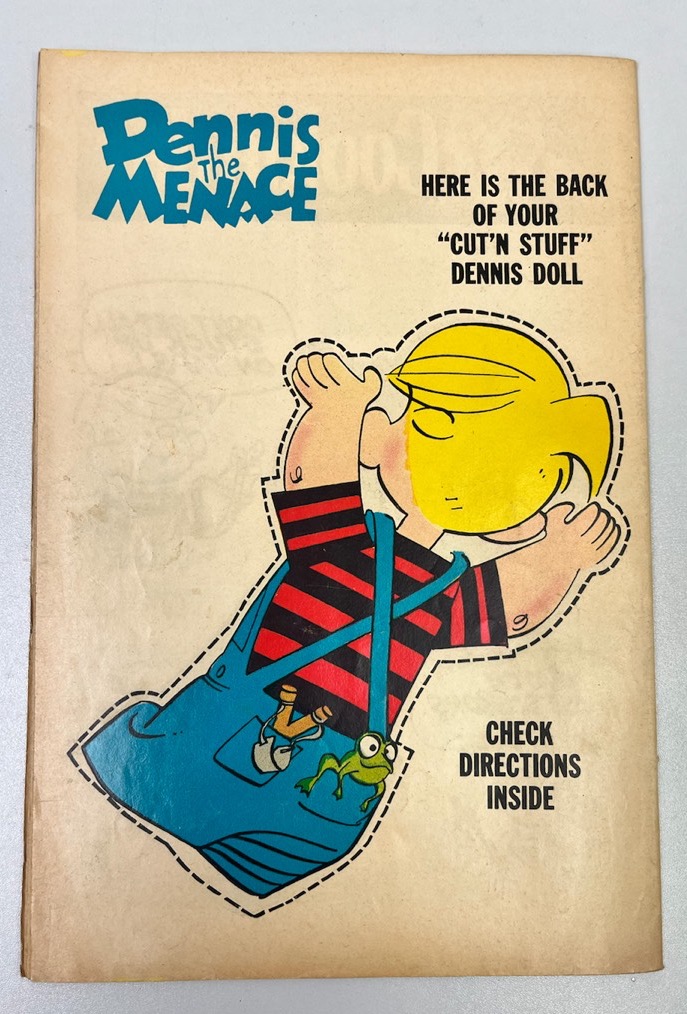 Dennis
the
MENACE
HERE IS THE BACK
OF YOUR
“CUT’N STUFF”
DENNIS DOLL
CHECK
DIRECTIONS
INSIDE